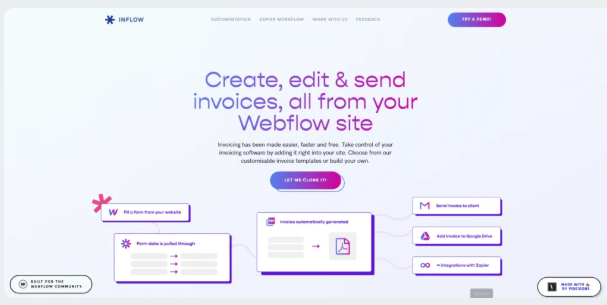 INFLOW
DOCUMENTATION ZAPIER WORKFLOW WORK WITH US FEEDBACK
TRY A DEMO!
Create, edit & send
invoices, all from your
Webflow site
Invoicing has been made easier, faster and free. Take control of your
invoicing software by adding it right into your site. Choose from our
customisable invoice templates or build your own.
LET ME CLONE IT!
Fill a form from your website
Form data is pulled through
Invoice automatically generated
Send invoice to client
Add invoice to Google Drive
∞ integrations with Zapier
BUILT FOR THE
WEBFLOW COMMUNITY.
MADE WITH
BY VIDESIGNS